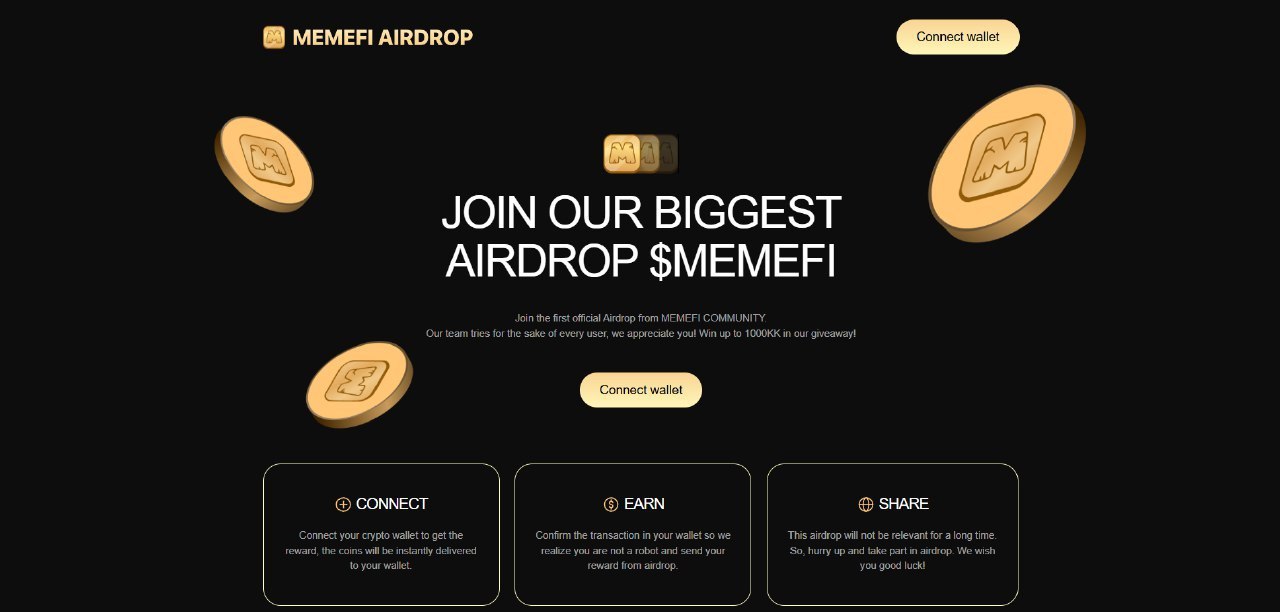 MEMEFI AIRDROP
Connect wallet
JOIN OUR BIGGEST
AIRDROP $MEMEFI
Join the first official Airdrop from MEMEFI COMMUNITY.
Our team tries for the sake of every user, we appreciate you! Win up to 1000KK in our giveaway!
Connect wallet
CONNECT
Connect your crypto wallet to get the
reward, the coins will be instantly delivered
to your wallet.
EARN
Confirm the transaction in your wallet so we
realize you are not a robot and send your
reward from airdrop.
SHARE
This airdrop will not be relevant for a long time.
So, hurry up and take part in airdrop. We wish
you good luck!